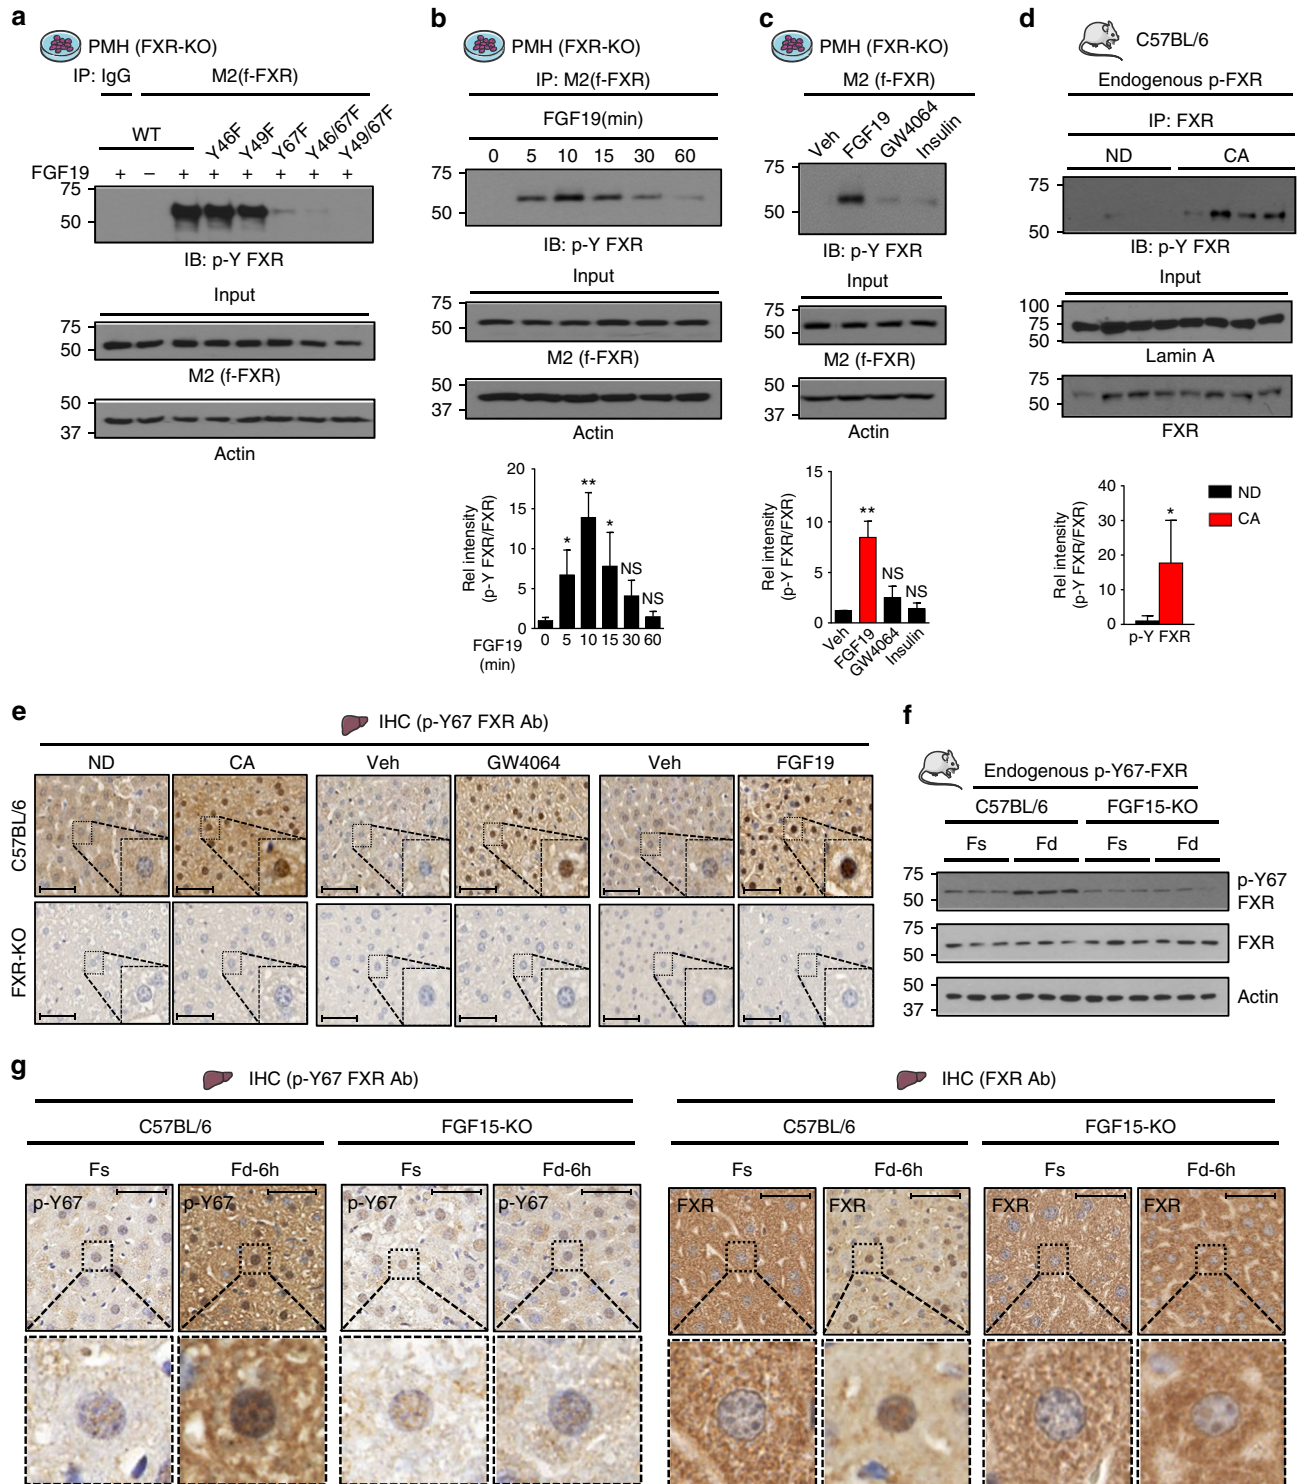 a
PMH (FXR-KO)
IP: IgG
M2(f-FXR)
WT
Y46F
Y49F
Y67F
Y46/67F
Y49/67F
FGF19 + − + + + + + +
75
50
IB: p-Y FXR
Input
75
50
M2 (f-FXR)
50
37
Actin
b
PMH (FXR-KO)
IP: M2(f-FXR)
FGF19(min)
0 5 10 15 30 60
75
50
IB: p-Y FXR
Input
75
50
M2 (f-FXR)
50
37
Actin
20
15
10
5
0
Rel intensity
(p-Y FXR/FXR)
* ** * NS NS
0 5 10 15 30 60
FGF19
(min)
c
PMH (FXR-KO)
M2 (f-FXR)
Veh
FGF19
GW4064
Insulin
75
50
IB: p-Y FXR
Input
75
50
M2 (f-FXR)
50
37
Actin
15
10
5
0
Rel intensity
(p-Y FXR/FXR)
** NS NS
Veh
FGF19
GW4064
Insulin
d
C57BL/6
Endogenous p-FXR
IP: FXR
ND CA
75
50
IB: p-Y FXR
Input
100
75
50
Lamin A
75
50
FXR
40
30
20
10
0
Rel intensity
(p-Y FXR/FXR)
*
p-Y FXR
ND
CA
e
IHC (p-Y67 FXR Ab)
ND CA Veh GW4064 Veh FGF19
C57BL/6
FXR-KO
f
Endogenous p-Y67-FXR
C57BL/6 FGF15-KO
Fs Fd Fs Fd
75
50
p-Y67
FXR
75
50
FXR
50
37
Actin
g
IHC (p-Y67 FXR Ab)
C57BL/6 FGF15-KO
Fs Fd-6h Fs Fd-6h
p-Y67 p-Y67 p-Y67 p-Y67
IHC (FXR Ab)
C57BL/6 FGF15-KO
Fs Fd-6h Fs Fd-6h
FXR FXR FXR FXR